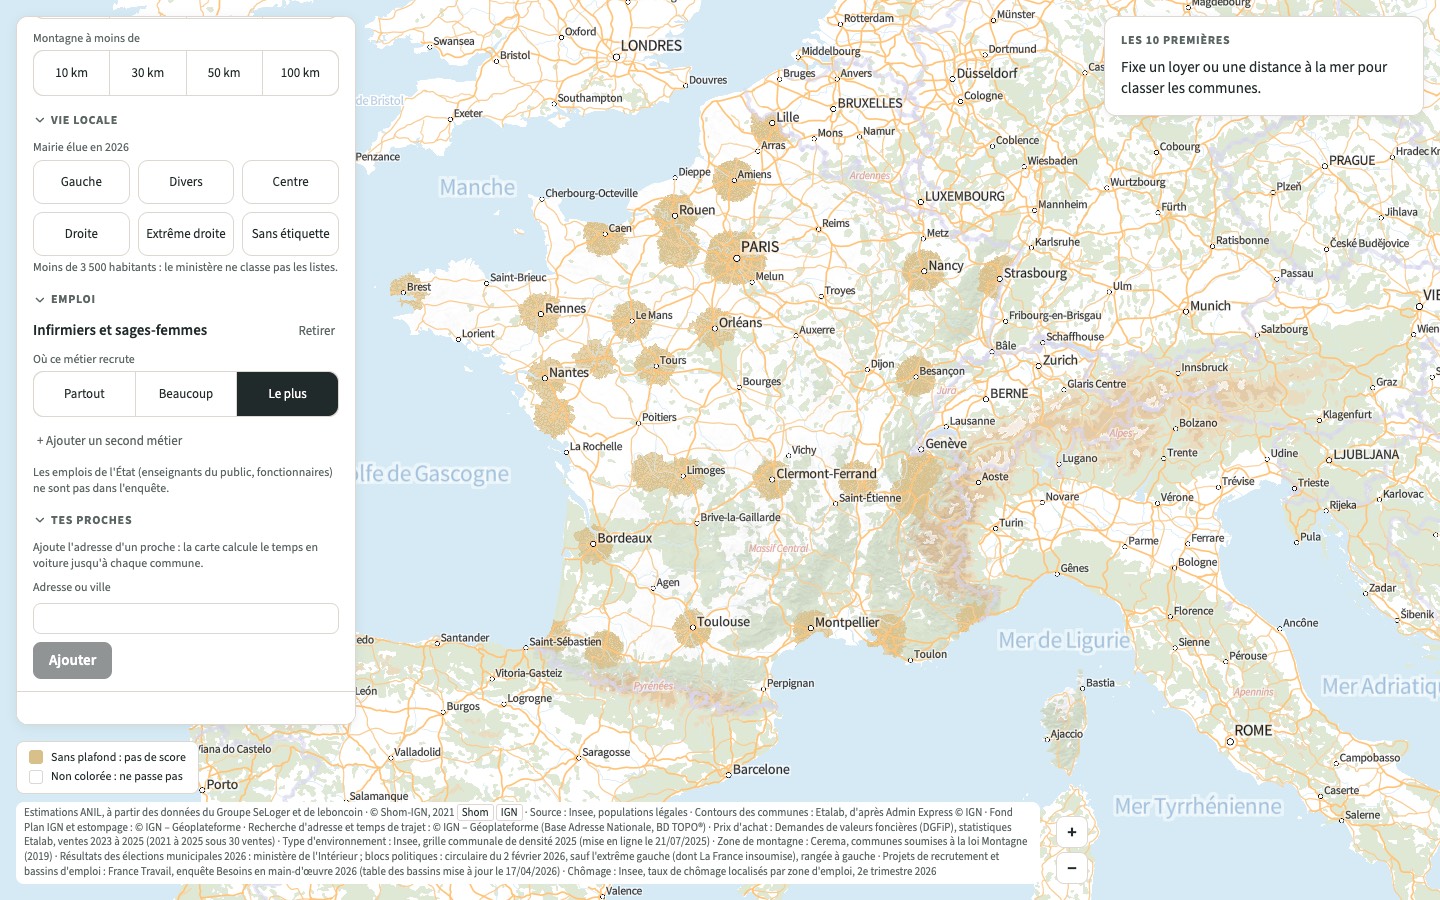 Montagne à moins de
10 km
30 km
50 km
100 km
VIE LOCALE
Mairie élue en 2026
Gauche
Divers
Centre
Droite
Extrême droite
Sans étiquette
Moins de 3 500 habitants : le ministère ne classe pas les listes.
EMPLOI
Infirmiers et sages-femmes
Retirer
Où ce métier recrute
Partout
Beaucoup
Le plus
+ Ajouter un second métier
Les emplois de l'État (enseignants du public, fonctionnaires)
ne sont pas dans l'enquête.
TES PROCHES
Ajoute l'adresse d'un proche : la carte calcule le temps en
voiture jusqu'à chaque commune.
Adresse ou ville
Ajouter
Sans plafond : pas de score
Non colorée : ne passe pas
LES 10 PREMIÈRES
Fixe un loyer ou une distance à la mer pour
classer les communes.
Magdebourg
Rotterdam
Münster
Oxford
Swansea
LONDRES
Bristol
Middelbourg
Dortmund
Douvres
Bruges
Anvers
Düsseldorf
Cas
de Bristol
Southampton
Cologne
BRUXELLES
Exeter
Lille
Mons
Namur
Coblence
Cobourg
Arras
PRAGUE
Hradec Kr
Penzance
Wiesbaden
Dieppe
Amiens
Ardennes
Wurtzbourg
Plzeň
Manche
Cherbourg-Octeville
LUXEMBOURG
Mannheim
Fürth
Jihlava
Rouen
Reims
Caen
Metz
Karlsruhe
Ratisbonne
České Budějovice
PARIS
Nancy
Strasbourg
Passau
Saint-Brieuc
Melun
Brest
Troyes
Ulm
Munich
VIE
Rennes
Le Mans
Orléans
Fribourg-en-Brisgau
Salzbourg
Wien
Lorient
Auxerre
Schaffhouse
Bâle
Tours
Dijon
Zurich
Innsbruck
Nantes
Besançon
Bourges
Glaris Centre
Graz
Jura
BERNE
Poitiers
Lausanne
Klagenfurt
Bolzano
Alpes
La Rochelle
Vichy
Genève
Trente
Udine
LJUBLJANA
Lugano
olfe de Gascogne
Limoges
Clermont-Ferrand
Aoste
Trévise
Trieste
Saint-Étienne
Novare
Vérone
Karlovac
Rijeka
Brive-la-Gaillarde
Turin
Bordeaux
Parme
Ferrare
Pula
Massif Central
Bologne
Gênes
Agen
Zadar
Florence
Šibenik
Toulouse
Montpellier
Ancône
edo
Santander
Saint-Sébastien
Mer de Ligurie
Sienne
Toulon
Pérouse
Vitoria-Gasteiz
Pyrénées
Perpignan
Bastia
Mer Adriatiq
León
Logrogne
Apennins
Burgos
Ajaccio
ROME
Viana do Castelo
Valladolid
Saragosse
Campobasso
Barcelone
Porto
Caserte
Salamanque
Mer Tyrrhénienne
Salerne
Estimations ANIL, à partir des données du Groupe SeLoger et de leboncoin · © Shom-IGN, 2021 Shom IGN · Source : Insee, populations légales · Contours des communes : Etalab, d'après Admin Express © IGN · Fond
Plan IGN et estompage : © IGN – Géoplateforme · Recherche d'adresse et temps de trajet : © IGN – Géoplateforme (Base Adresse Nationale, BD TOPO®) · Prix d'achat : Demandes de valeurs foncières (DGFiP), statistiques
Etalab, ventes 2023 à 2025 (2021 à 2025 sous 30 ventes) · Type d'environnement : Insee, grille communale de densité 2025 (mise en ligne le 21/07/2025) · Zone de montagne : Cerema, communes soumises à la loi Montagne
(2019) · Résultats des élections municipales 2026 : ministère de l'Intérieur ; blocs politiques : circulaire du 2 février 2026, sauf l'extrême gauche (dont La France insoumise), rangée à gauche · Projets de recrutement et
bassins d'emploi : France Travail, enquête Besoins en main-d'œuvre 2026 (table des bassins mise à jour le 17/04/2026) · Chômage : Insee, taux de chômage localisés par zone d'emploi, 2e trimestre 2026
+
−
Valence